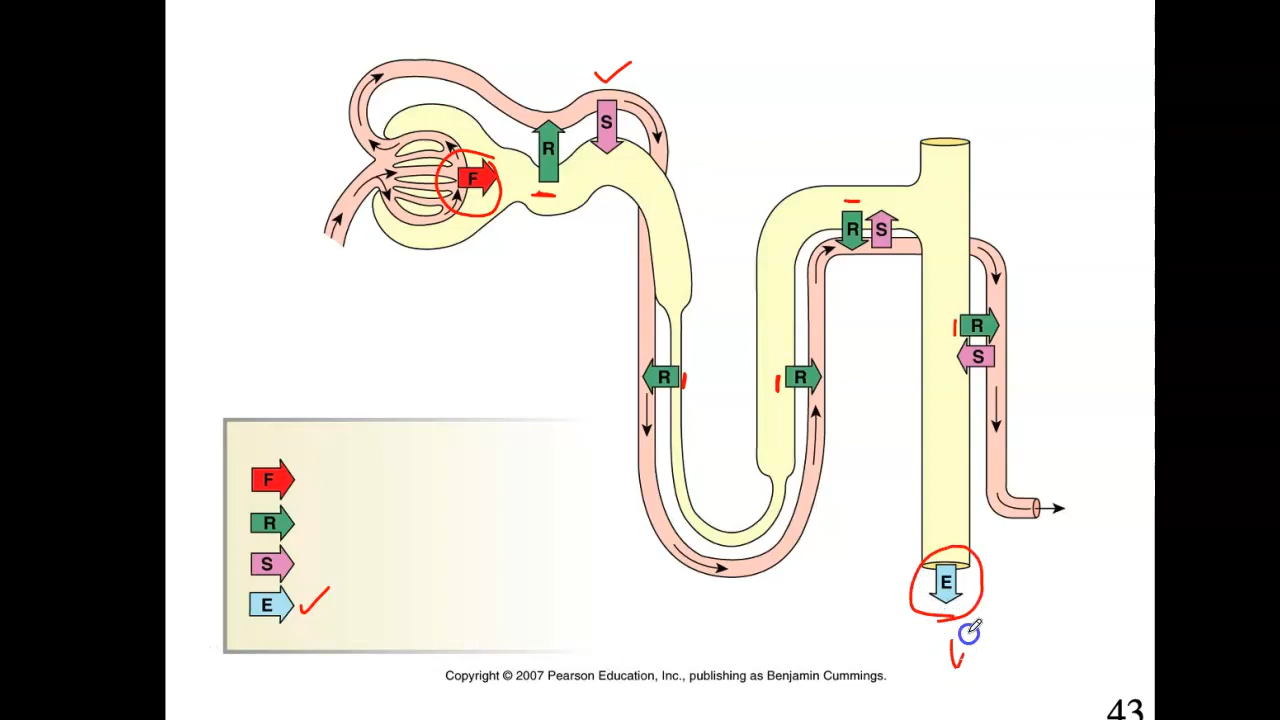 S
R
F
R S
R
S
R
R
F
R
S
E
E
Copyright © 2007 Pearson Education, Inc., publishing as Benjamin Cummings.
43